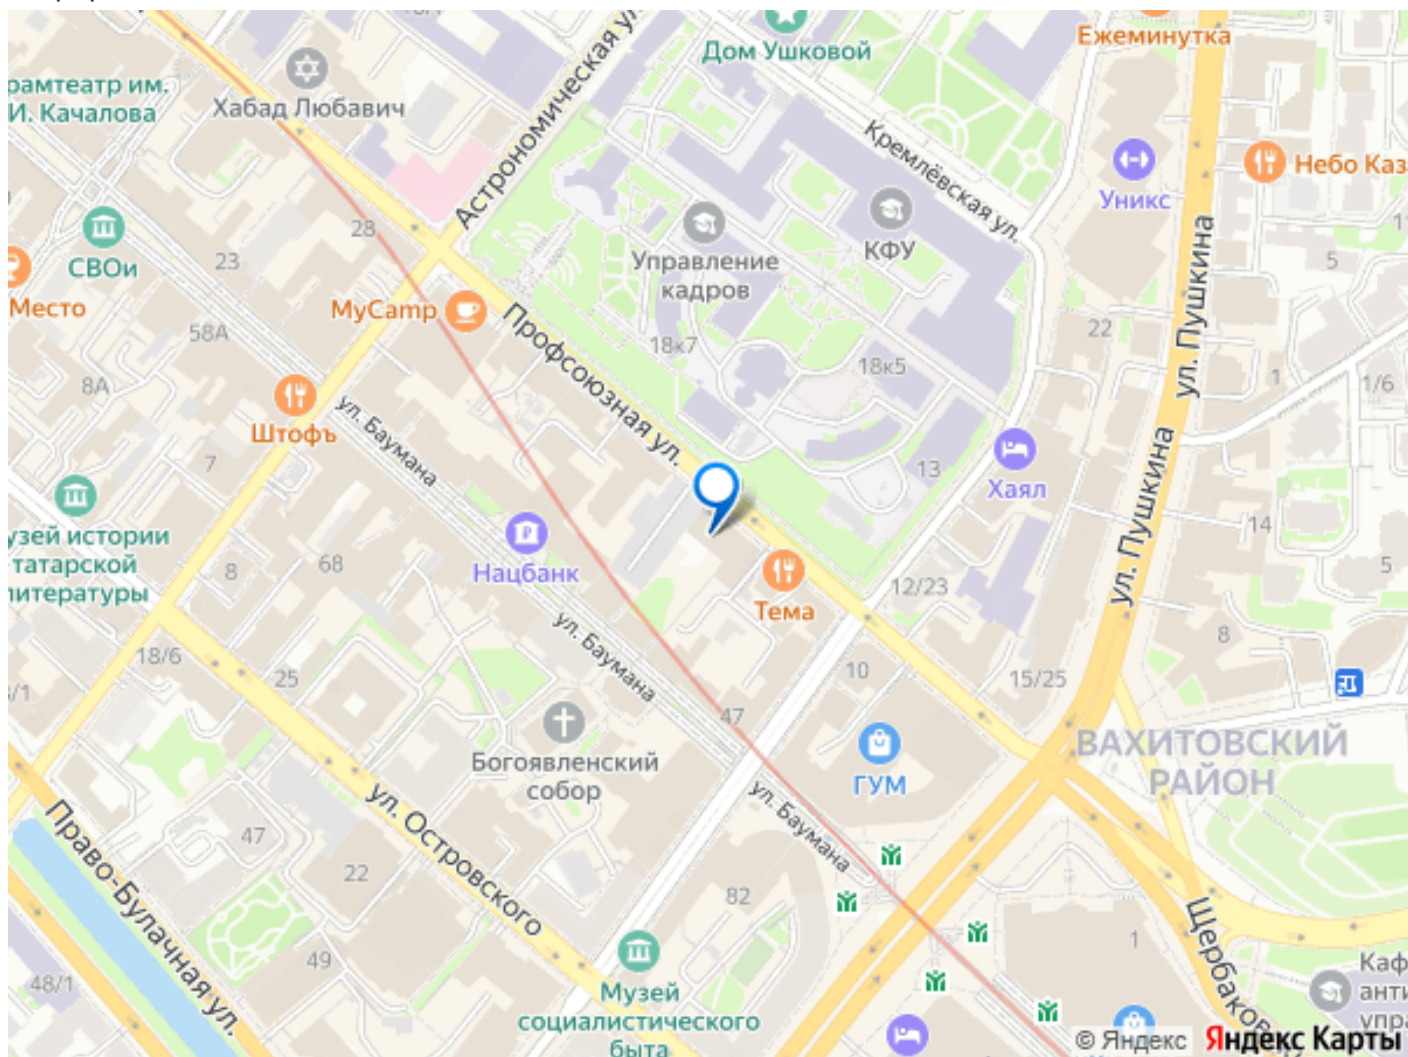 Дом Ушковой
Ежеминутка
Хабад Любавич
рамтеатр им.
И. Качалова
Астрономическая ул.
Кремлёвская ул.
Уникс
Небо Каз
СВОи
23
28
Управление
кадров
КФУ
ул. Пушкина
5
Место
MyCamp
58А
Профсоюзная ул.
18к7
18к5
22
8А
1
1/6
Штофъ
ул. Баумана
7
13
Хаял
ул. Пушкина
узей истории
татарской
литературы
8
68
Нацбанк
14
5
Тема
12/23
ул. Баумана
8
18/6
25
10
15/25
/1
47
Богоявленский
собор
ГУМ
ВАХИТОВСКИЙ
РАЙОН
ул. Баумана
Право-Булачная ул.
47
22
ул. Островского
82
49
48/1
1
Щербаков
Музей
социалистического
быта
Каф
анти
упра
© Яндекс Яндекс Карты